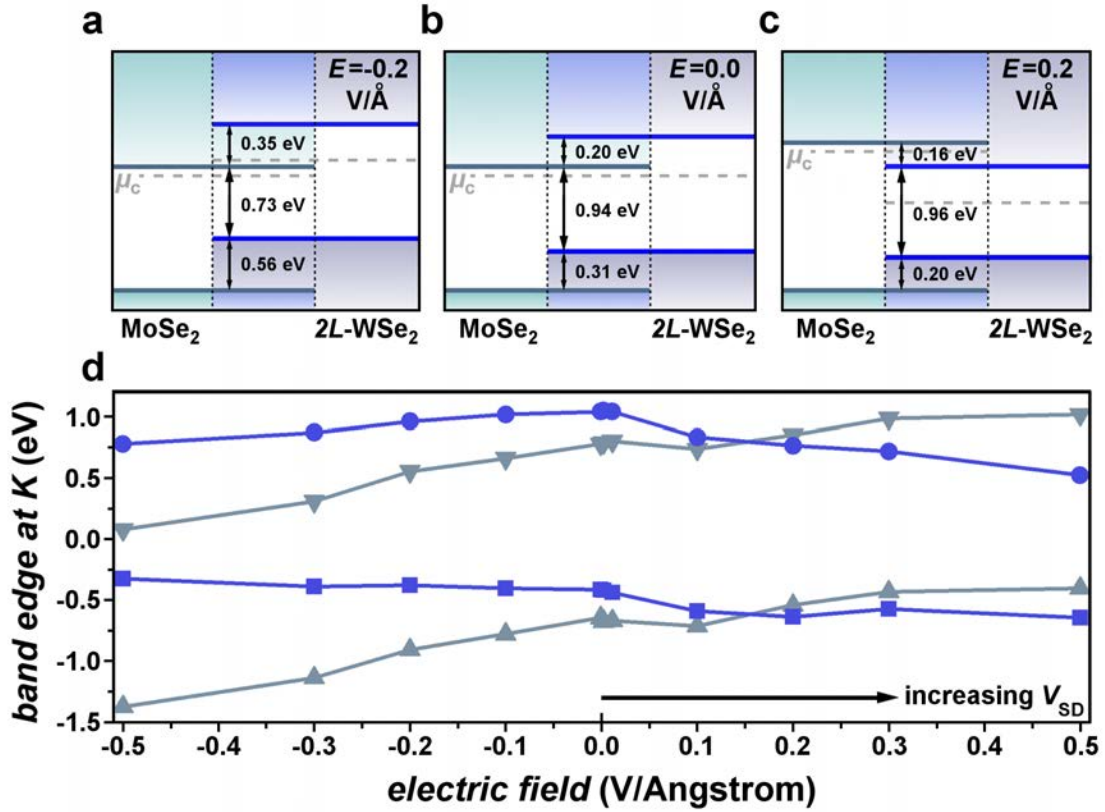 a
b
c
E=-0.2
V/Å
E=0.0
V/Å
E=0.2
V/Å
0.35 eV
0.20 eV
0.16 eV
μc
μc
μc
0.73 eV
0.94 eV
0.96 eV
0.56 eV
0.31 eV
0.20 eV
MoSe2 2L-WSe2
MoSe2 2L-WSe2
MoSe2 2L-WSe2
d
band edge at K (eV)
1.0
0.5
0.0
-0.5
-1.0
-1.5
increasing VSD
-0.5 -0.4 -0.3 -0.2 -0.1 0.0 0.1 0.2 0.3 0.4 0.5
electric field (V/Angstrom)